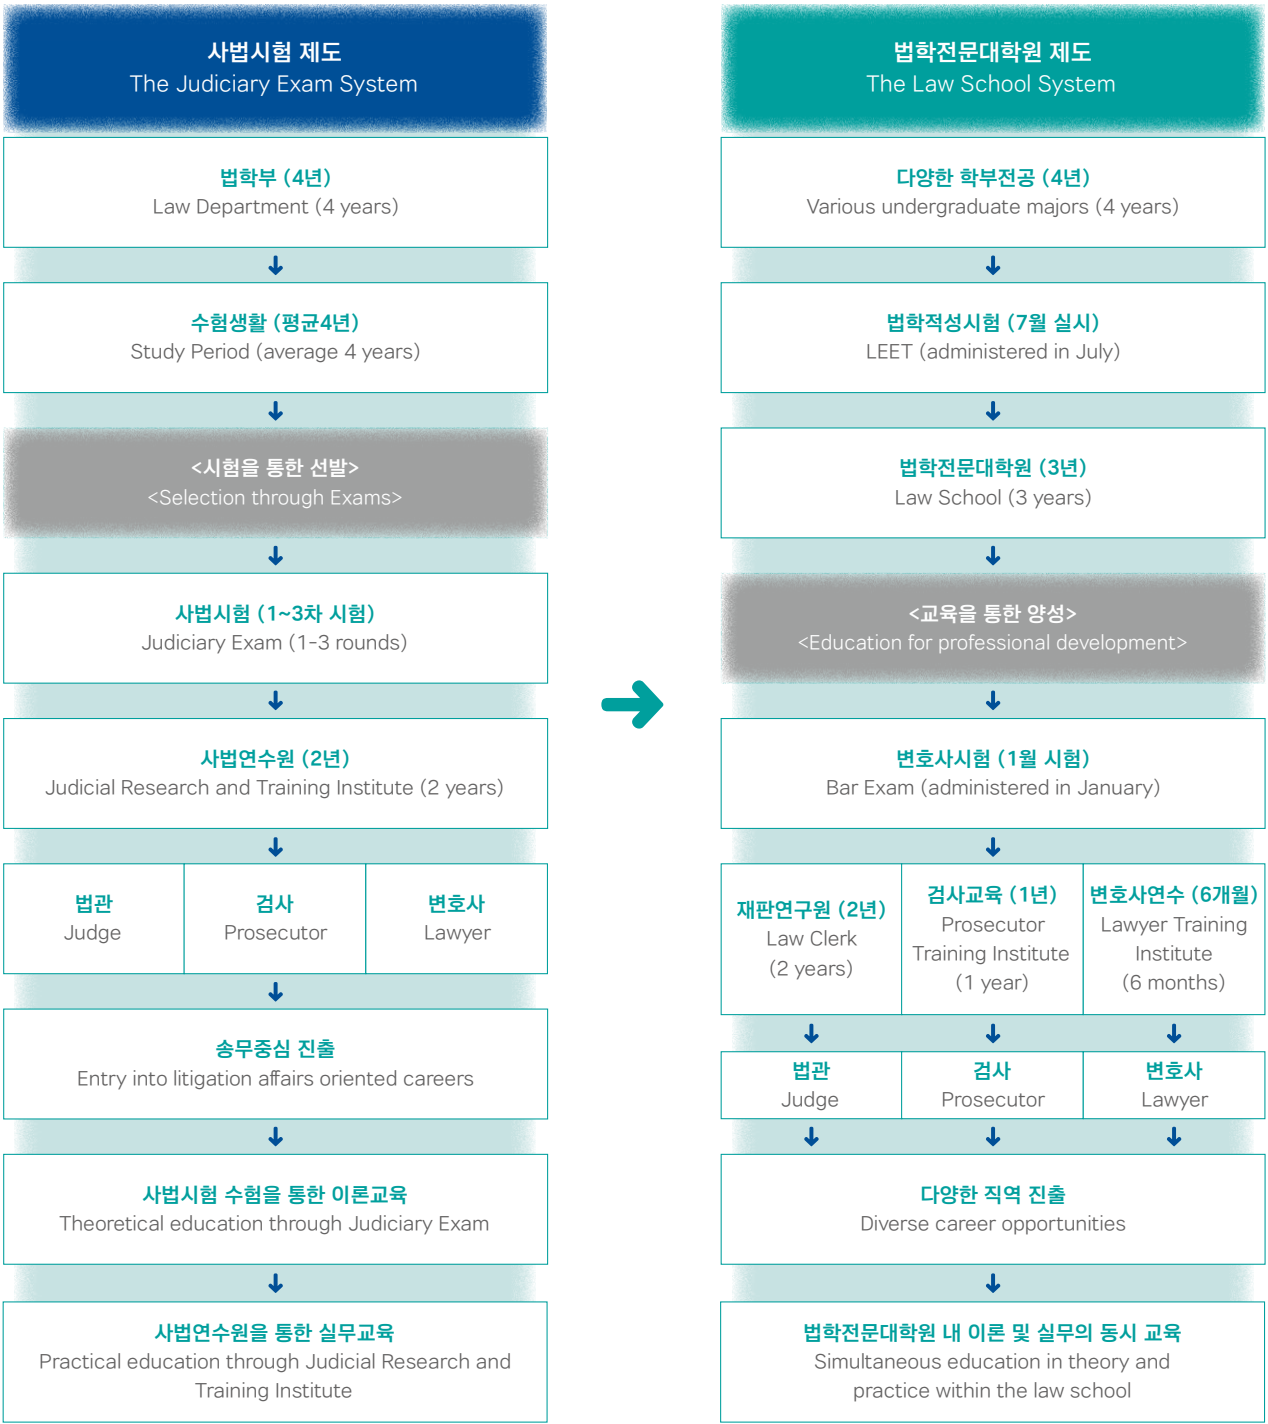 사법시험 제도
The Judiciary Exam System
법학부 (4년)
Law Department (4 years)
수험생활 (평균4년)
Study Period (average 4 years)
<시험을 통한 선발>
<Selection through Exams>
사법시험 (1~3차 시험)
Judiciary Exam (1-3 rounds)
사법연수원 (2년)
Judicial Research and Training Institute (2 years)
법관
Judge
검사
Prosecutor
변호사
Lawyer
송무중심 진출
Entry into litigation affairs oriented careers
사법시험 수험을 통한 이론교육
Theoretical education through Judiciary Exam
사법연수원을 통한 실무교육
Practical education through Judicial Research and
Training Institute
법학전문대학원 제도
The Law School System
다양한 학부전공 (4년)
Various undergraduate majors (4 years)
법학적성시험 (7월 실시)
LEET (administered in July)
법학전문대학원 (3년)
Law School (3 years)
<교육을 통한 양성>
<Education for professional development>
변호사시험 (1월 시험)
Bar Exam (administered in January)
재판연구원 (2년)
Law Clerk
(2 years)
검사교육 (1년)
Prosecutor
Training Institute
(1 year)
변호사연수 (6개월)
Lawyer Training
Institute
(6 months)
법관
Judge
검사
Prosecutor
변호사
Lawyer
다양한 직역 진출
Diverse career opportunities
법학전문대학원 내 이론 및 실무의 동시 교육
Simultaneous education in theory and
practice within the law school